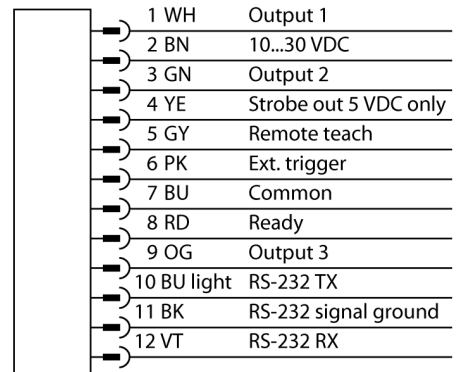 1 WH Output 1
2 BN 10...30 VDC
3 GN Output 2
4 YE Strobe out 5 VDC only
5 GY Remote teach
6 PK Ext. trigger
7 BU Common
8 RD Ready
9 OG Output 3
10 BU light RS-232 TX
11 BK RS-232 signal ground
12 VT RS-232 RX